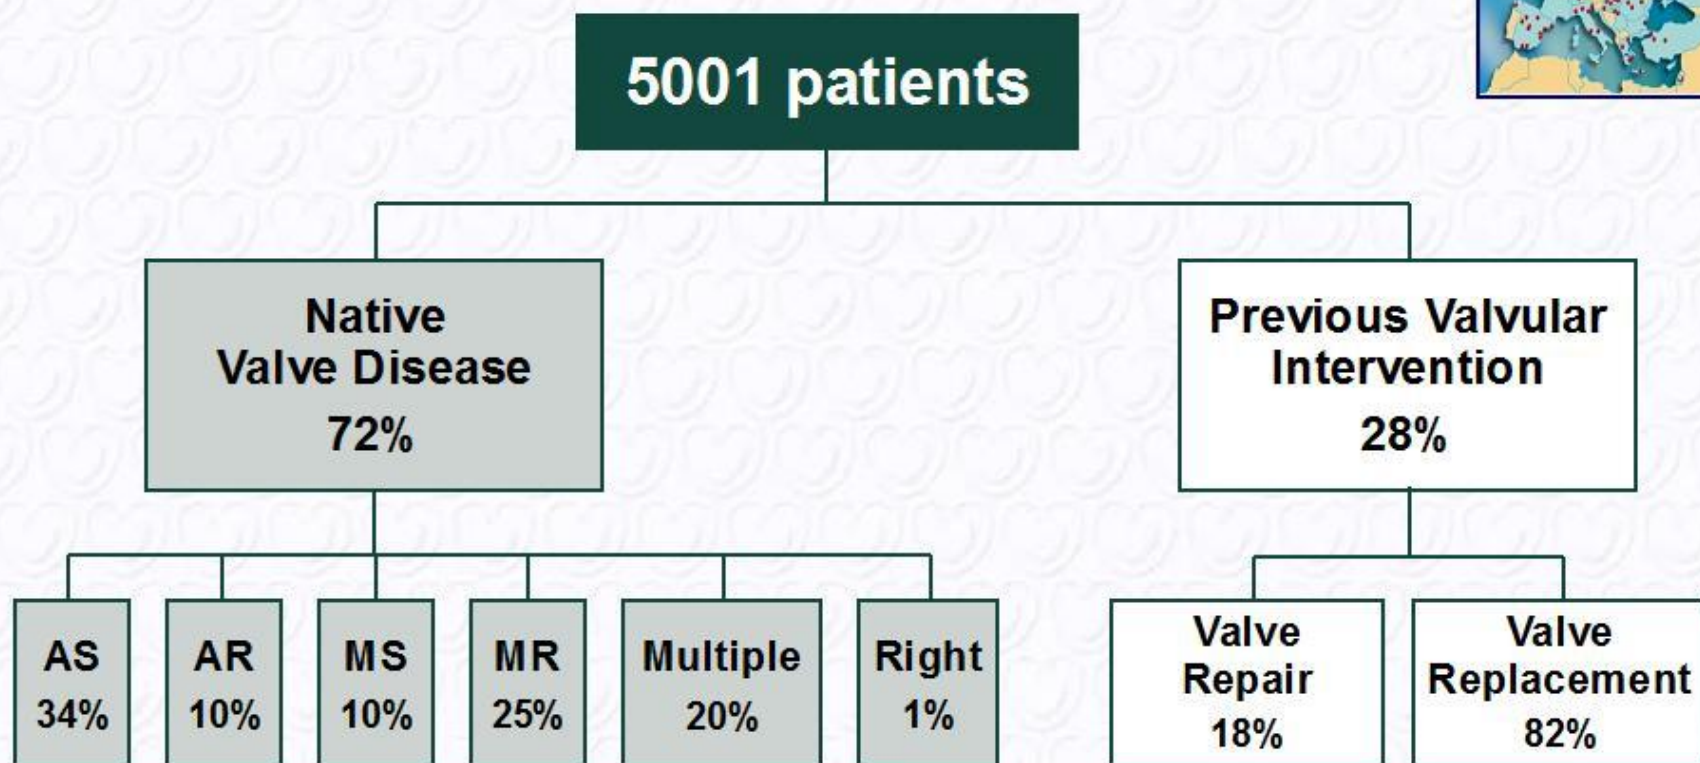 5001 patients
Native
Valve Disease
72%
Previous Valvular
Intervention
28%
AS
34%
AR
10%
MS
10%
MR
25%
Multiple
20%
Right
1%
Valve
Repair
18%
Valve
Replacement
82%